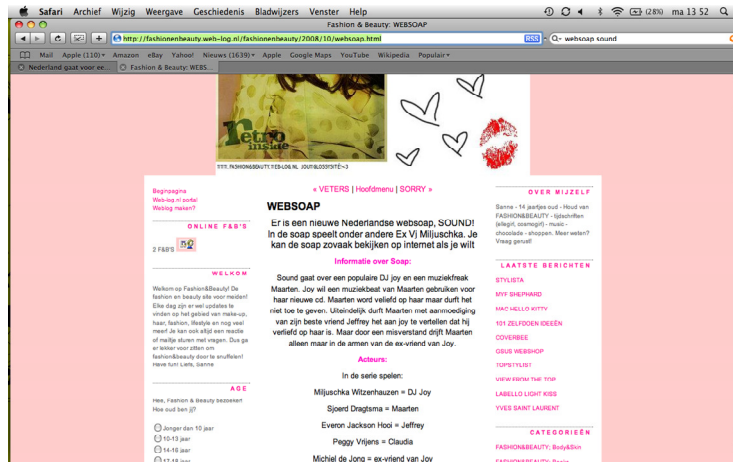 Safari Archief Wijzig Weergave Geschiedenis Bladwijzers Venster Help (28%) ma 13 52
Fashion & Beauty: WEBSOAP
http://fashionenbeauty.web-log.nl/fashionenbeauty/2008/10/websoap.html RSS websoap sound
Mail Apple (110) Amazon eBay Yahoo! Nieuws (1639) Apple Google Maps YouTube Wikipedia Populair
Nederland gaat voor ee... Fashion & Beauty: WEBS...
retro
inside
Beginpagina
Web-log.nl portal
Weblog maken?
ONLINE F&B'S
2 F&B'S
WELKOM
Welkom op Fashion&Beauty! De
fashion en beauty site voor meiden!
Elke dag zijn er wel updates te
vinden op het gebied van make-up,
haar, fashion, lifestyle en nog veel
meer! Je kan ook altijd een reactie
of mailtje sturen met vragen. Dus ga
er lekker voor zitten om
fashion&beauty door te snuffelen!
Have fun! Liefs, Sanne
AGE
Hee, Fashion & Beauty bezoeker!
Hoe oud ben jij?
Jonger dan 10 jaar
10-13 jaar
14-16 jaar
17-18 jaar
« VETERS | Hoofdmenu | SORRY »
WEBSOAP
Er is een nieuwe Nederlandse websoap, SOUND!
In de soap speelt onder andere Ex Vj Miljuschka. Je
kan de soap zovaak bekijken op internet als je wilt
Informatie over Soap:
Sound gaat over een populaire DJ joy en een muziekfreak
Maarten. Joy wil een muziekbeat van Maarten gebruiken voor
haar nieuwe cd. Maarten word veliefd op haar maar durft het
niet toe te geven. Uiteindelijk durft Maarten met aanmoediging
van zijn beste vriend Jeffrey het aan joy te vertellen dat hij
verliefd op haar is. Maar door een misverstand drijft Maarten
alleen maar in de armen van de ex-vriend van Joy.
Acteurs:
In de serie spelen:
Miljuschka Witzenhauzen = DJ Joy
Sjoerd Dragtsma = Maarten
Everon Jackson Hooi = Jeffrey
Peggy Vrijens = Claudia
Michiel de Jong = ex-vriend van Joy
OVER MIJZELF
Sanne - 14 jaartjes oud - Houd van
FASHION&BEAUTY - tijdschriften
(ellegirl, cosmogirl) - music -
chocolade - shoppen. Meer weten?
Vraag gerust!
LAATSTE BERICHTEN
STYLISTA
MYF SHEPHARD
MAC HELLO KITTY
101 ZELFDOEN IDEEËN
COVERBEE
GSUS WEBSHOP
TOPSTYLIST
VIEW FROM THE TOP
LABELLO LIGHT KISS
YVES SAINT LAURENT
CATEGORIEËN
FASHION&BEAUTY; Body&Skin